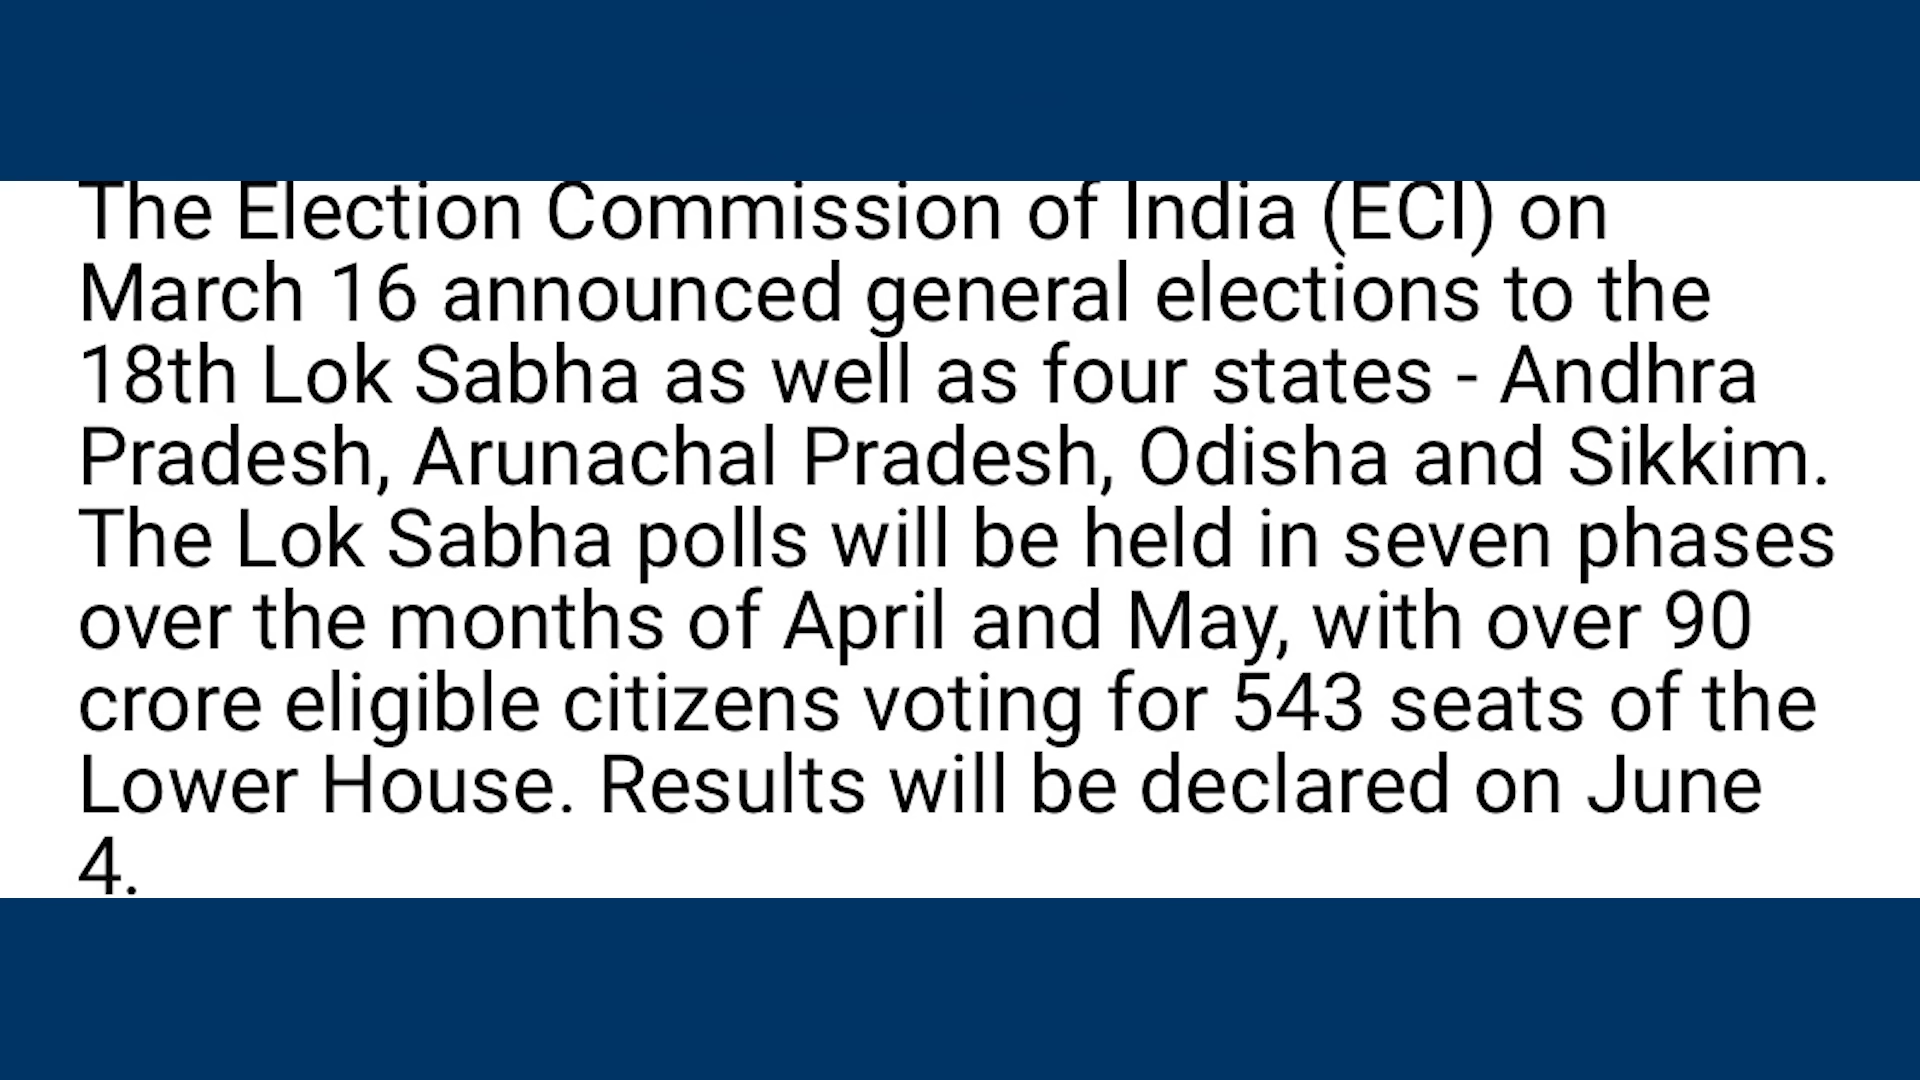 The Election Commission of India (ECI) on
March 16 announced general elections to the
18th Lok Sabha as well as four states - Andhra
Pradesh, Arunachal Pradesh, Odisha and Sikkim.
The Lok Sabha polls will be held in seven phases
over the months of April and May, with over 90
crore eligible citizens voting for 543 seats of the
Lower House. Results will be declared on June
4.